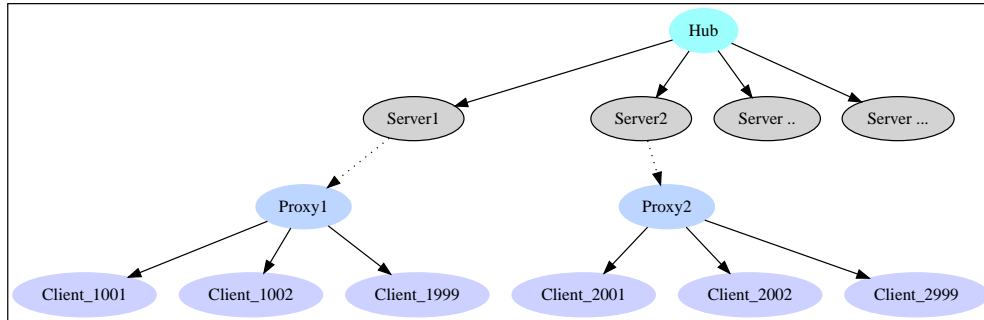 Hub
Server1
Server2
Server ..
Server ...
Proxy1
Proxy2
Client_1001
Client_1002
Client_1999
Client_2001
Client_2002
Client_2999